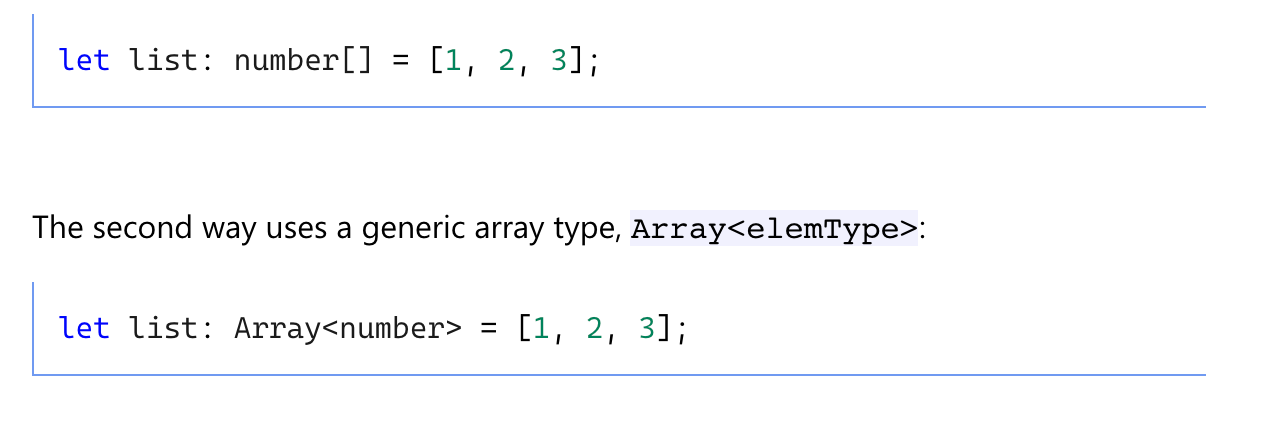 let list: number[] = [1, 2, 3];
The second way uses a generic array type, Array<elemType>:
let list: Array<number> = [1, 2, 3];